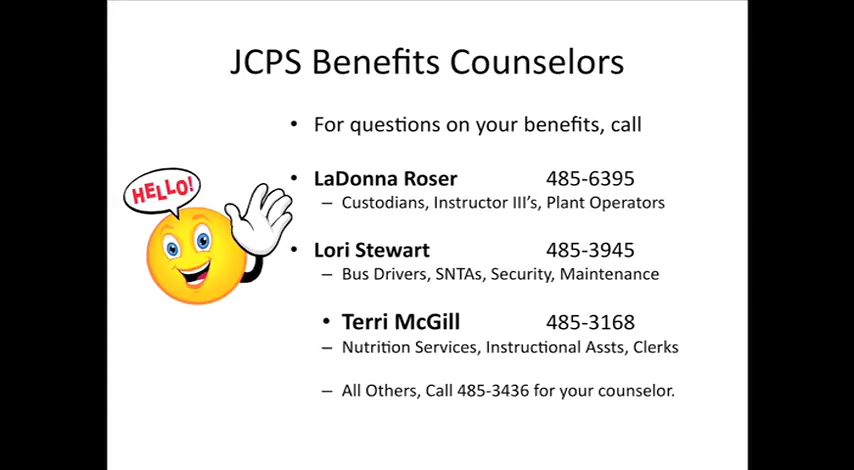 JCPS Benefits Counselors
• For questions on your benefits, call
HELLO!
• LaDonna Roser 485-6395
– Custodians, Instructor III's, Plant Operators
• Lori Stewart 485-3945
– Bus Drivers, SNTAs, Security, Maintenance
• Terri McGill 485-3168
– Nutrition Services, Instructional Assts, Clerks
– All Others, Call 485-3436 for your counselor.